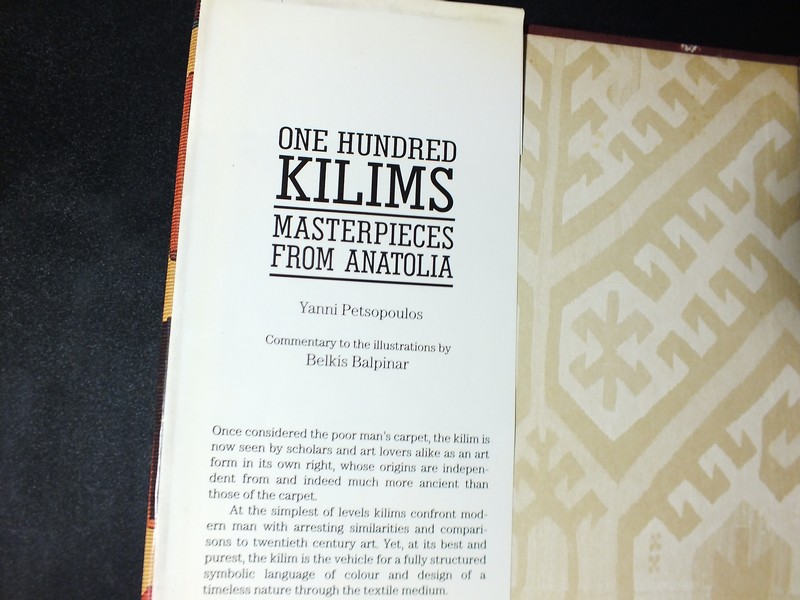 ONE HUNDRED
KILIMS
MASTERPIECES
FROM ANATOLIA
Yanni Petsopoulos
Commentary to the illustrations by
Belkis Balpinar
Once considered the poor man's carpet, the kilim is
now seen by scholars and art lovers alike as an art
form in its own right, whose origins are indepen-
dent from and indeed much more ancient than
those of the carpet.
At the simplest of levels kilims confront mod-
ern man with arresting similarities and compari-
sons to twentieth century art. Yet, at its best and
purest, the kilim is the vehicle for a fully structured
symbolic language of colour and design of a
timeless nature through the textile medium.